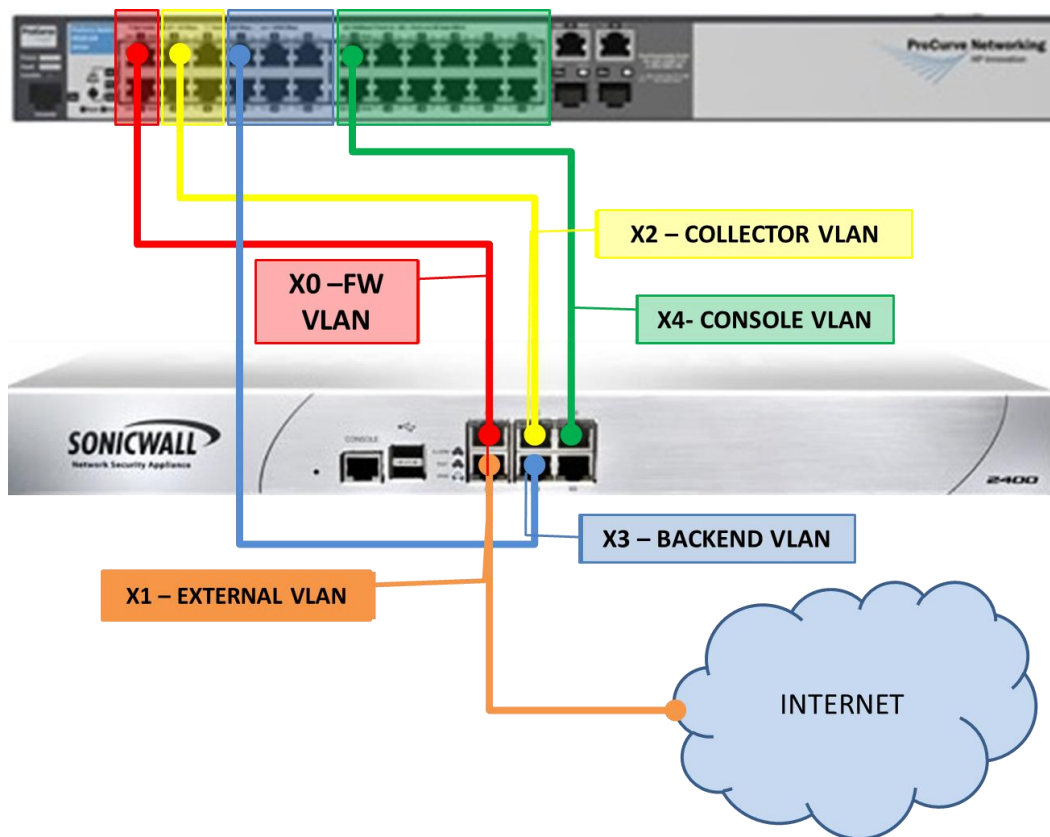 ProCurve Networking
HP Innovation
X2 – COLLECTOR VLAN
X0 –FW
VLAN
X4- CONSOLE VLAN
SONICWALL
Network Security Appliance
CONSOLE
2400
X3 – BACKEND VLAN
X1 – EXTERNAL VLAN
INTERNET